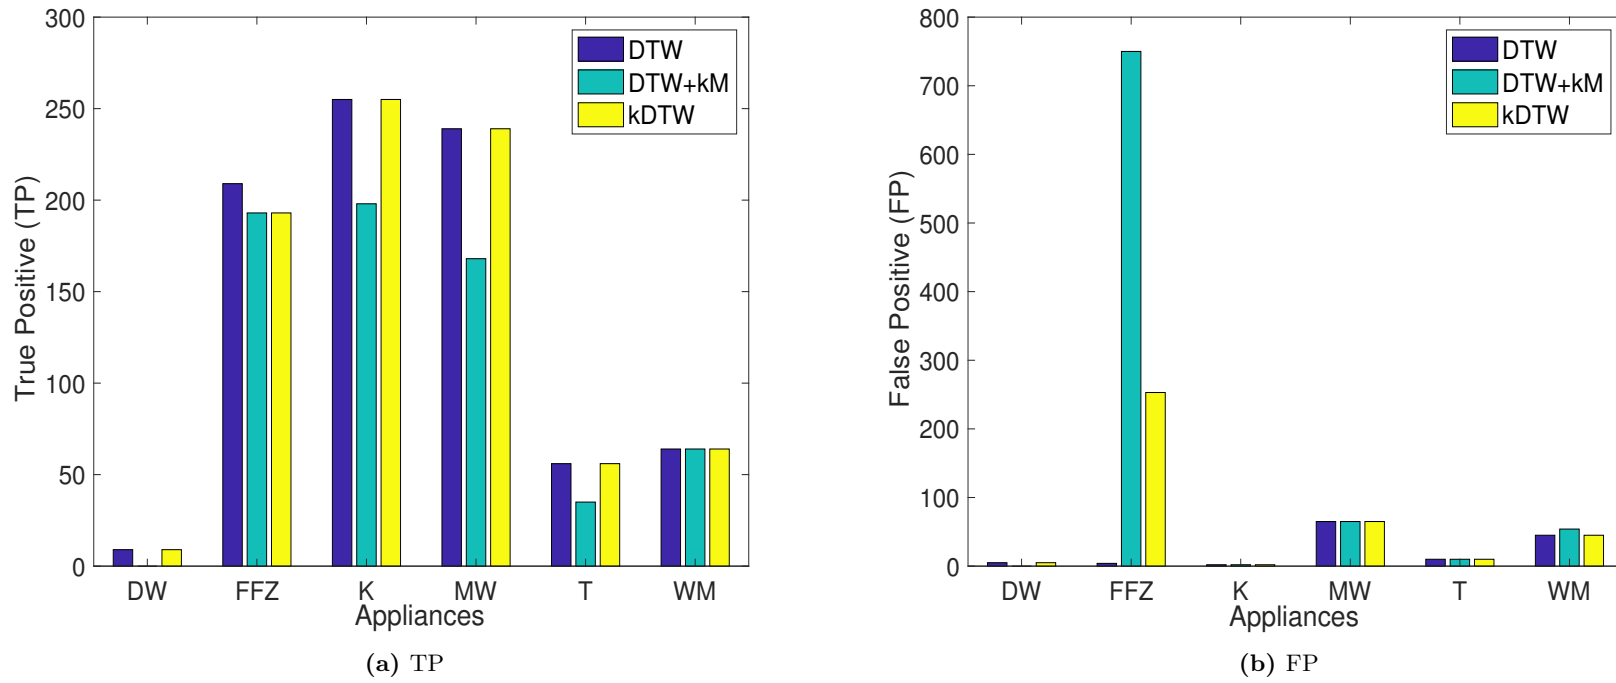 300
250
200
150
100
50
0
True Positive (TP)
DTW
DTW+kM
kDTW
DW FFZ K MW T WM
Appliances
(a) TP
800
700
600
500
400
300
200
100
0
False Positive (FP)
DTW
DTW+kM
kDTW
DW FFZ K MW T WM
Appliances
(b) FP